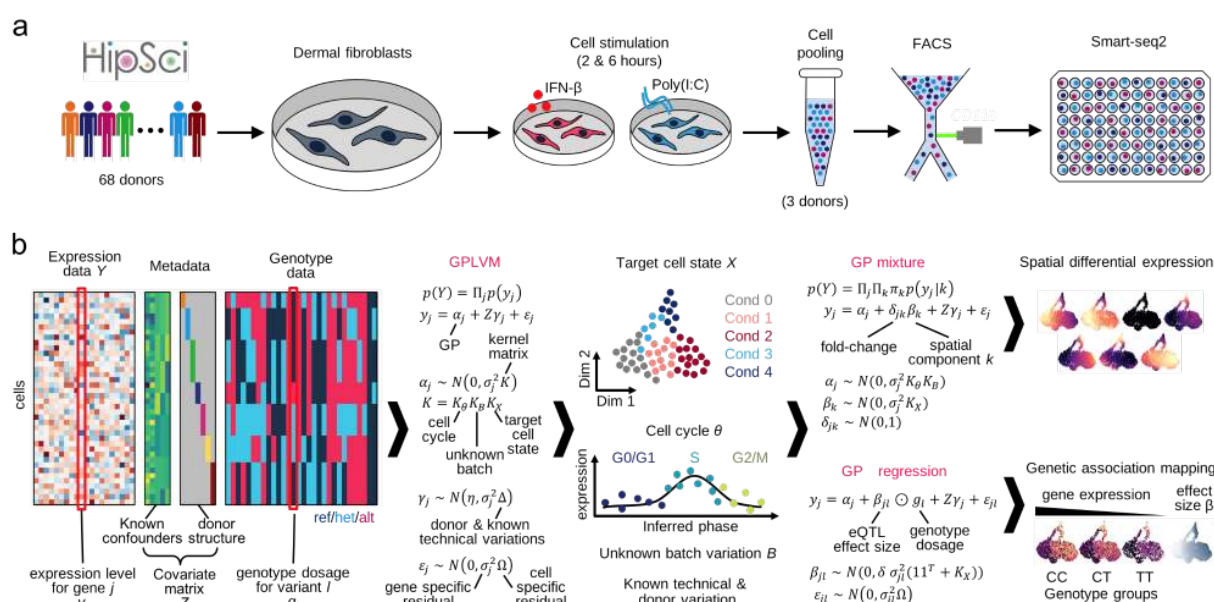 a
HipSci
68 donors
Dermal fibroblasts
Cell stimulation
(2 & 6 hours)
IFN-β
Poly(I:C)
Cell
pooling
(3 donors)
FACS
Smart-seq2
b
Expression
data Y
Metadata
Genotype
data
cells
ref/het/alt
Known
confounders
donor
structure
expression level
for gene j
Covariate
matrix
genotype dosage
for variant l
GPLVM
p(Y) = Π_j p(y_j)
y_j = α_j + Zγ_j + ε_j
GP
kernel
matrix
α_j ~ N(0, σ_j^2 K)
K = K_θ K_B K_X
cell
cycle
unknown
batch
target
cell
state
γ_j ~ N(η, σ_j^2 Δ)
donor & known
technical variations
ε_j ~ N(0, σ_j^2 Ω)
gene specific
residual
cell
specific
residual
Target cell state X
Cond 0
Cond 1
Cond 2
Cond 3
Cond 4
Dim 2
Dim 1
Cell cycle θ
G0/G1
S
G2/M
expression
Inferred phase
Unknown batch variation B
Known technical &
donor variation
GP mixture
p(Y) = Π_j Π_k π_k p(y_j|k)
y_j = α_j + δ_jk β_k + Zγ_j + ε_j
fold-change
spatial
component k
α_j ~ N(0, σ_j^2 K_θ K_B)
β_k ~ N(0, σ_j^2 K_X)
δ_jk ~ N(0,1)
GP regression
y_j = α_j + β_jl ⊙ g_l + Zγ_j + ε_jl
eQTL
effect size
genotype
dosage
β_jl ~ N(0, δ σ_jl^2 (11^T + K_X))
ε_jl ~ N(0, σ_jl^2 Ω)
Spatial differential expression
Genetic association mapping
gene expression
effect
size β
CC
CT
TT
Genotype groups